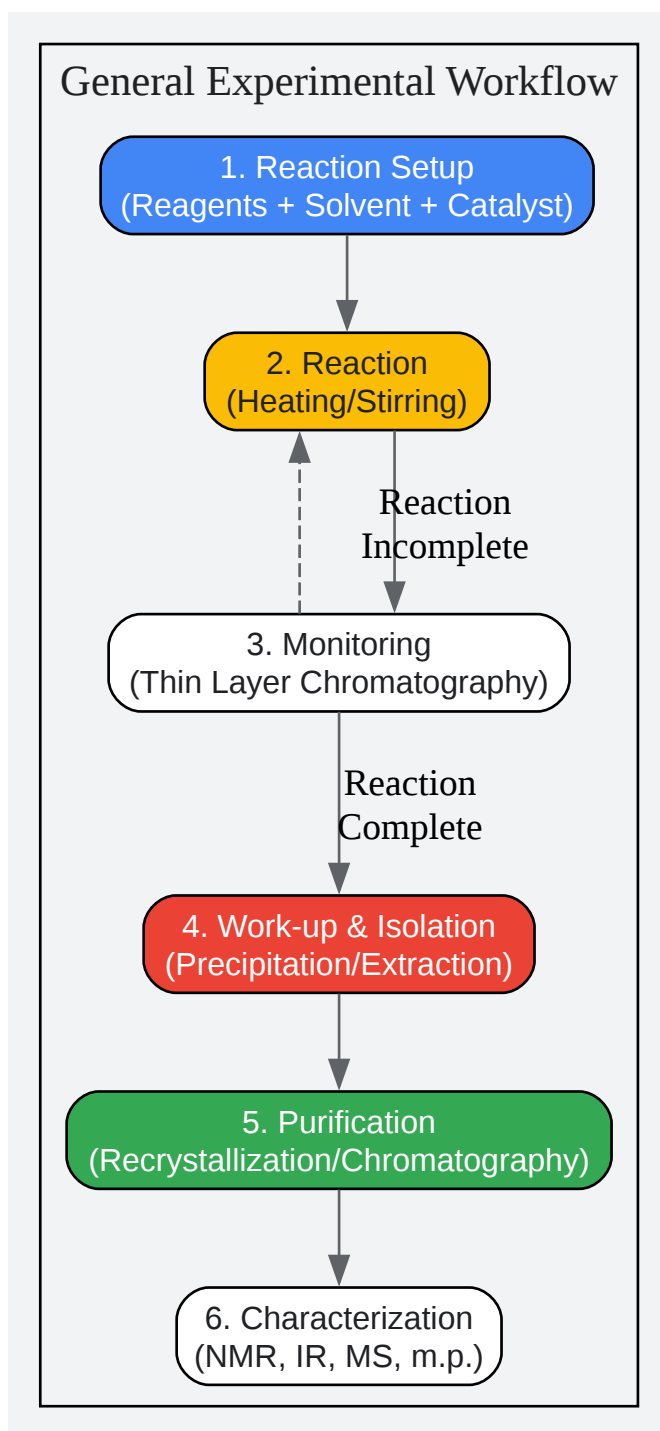 General Experimental Workflow
1. Reaction Setup
(Reagents + Solvent + Catalyst)
2. Reaction
(Heating/Stirring)
Reaction
Incomplete
3. Monitoring
(Thin Layer Chromatography)
Reaction
Complete
4. Work-up & Isolation
(Precipitation/Extraction)
5. Purification
(Recrystallization/Chromatography)
6. Characterization
(NMR, IR, MS, m.p.)